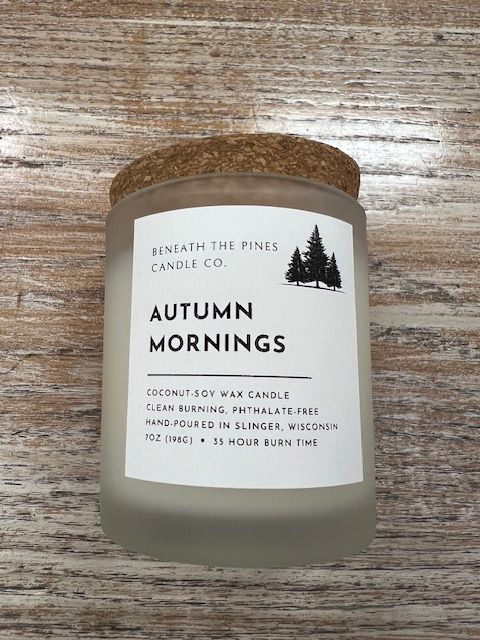 BENEATH THE PINES
CANDLE CO.
AUTUMN
MORNINGS
COCONUT-SOY WAX CANDLE
CLEAN BURNING, PHTHALATE-FREE
HAND-POURED IN SLINGER, WISCONSIN
7OZ (198G) • 35 HOUR BURN TIME